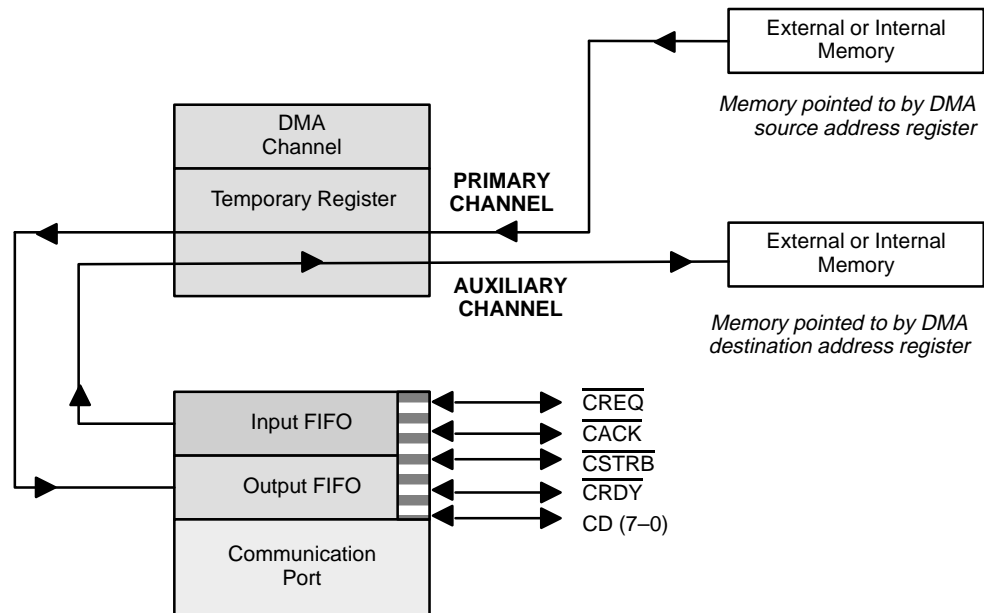 External or Internal
Memory
Memory pointed to by DMA
source address register
DMA
Channel
Temporary Register
PRIMARY
CHANNEL
External or Internal
Memory
AUXILIARY
CHANNEL
Memory pointed to by DMA
destination address register
Input FIFO
Output FIFO
Communication
Port
CREQ
CACK
CSTRB
CRDY
CD (7–0)